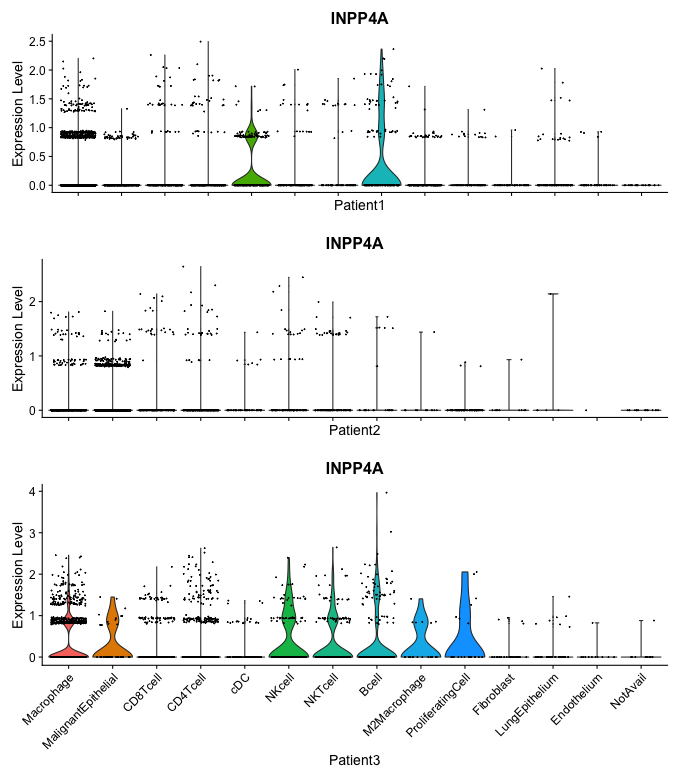 INPP4A
Expression Level
2.5
2.0
1.5
1.0
0.5
0.0
Patient1
INPP4A
Expression Level
2
1
0
Patient2
INPP4A
Expression Level
4
3
2
1
0
Macrophage
MalignantEpithelial
CD8Tcell
CD4Tcell
cDC
NKcell
NKTcell
Bcell
M2Macrophage
ProliferatingCell
Fibroblast
LungEpithelium
Endothelium
NotAvail
Patient3